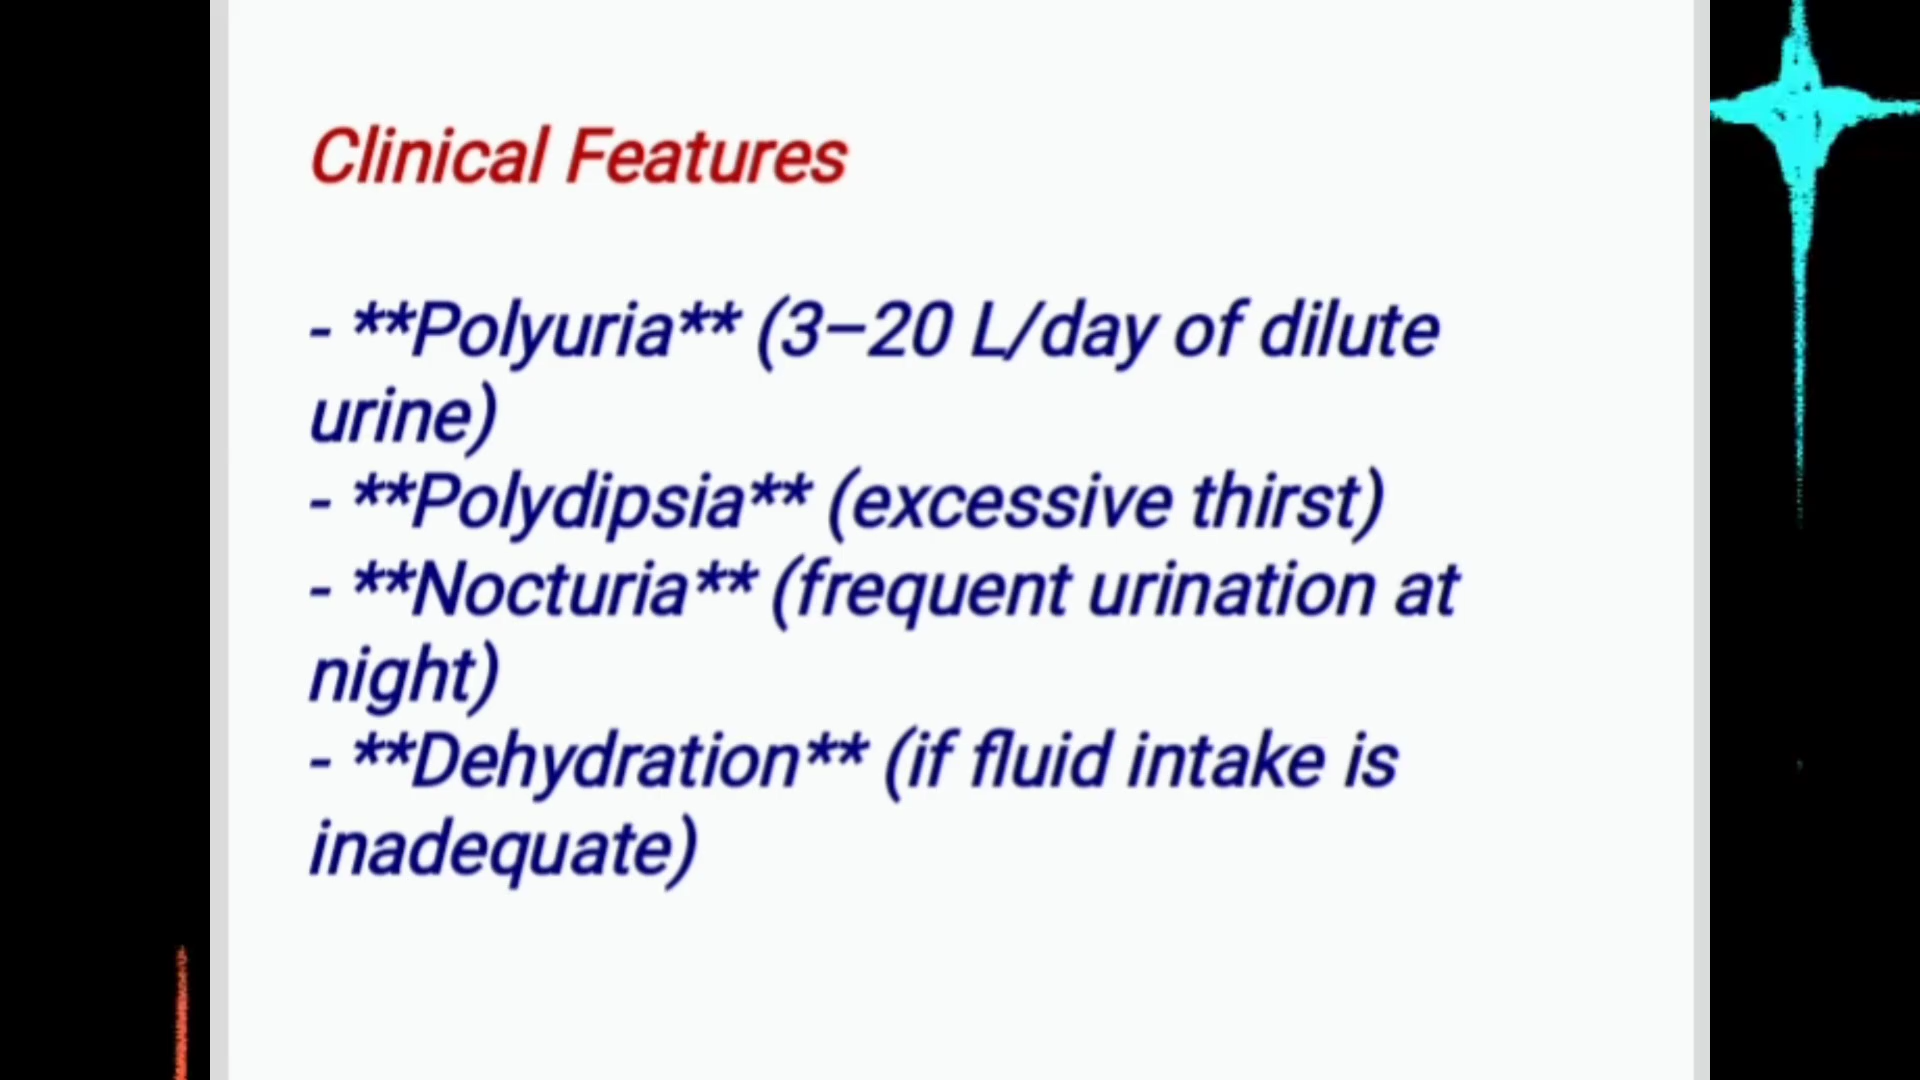 Clinical Features
- **Polyuria** (3–20 L/day of dilute
urine)
- **Polydipsia** (excessive thirst)
- **Nocturia** (frequent urination at
night)
- **Dehydration** (if fluid intake is
inadequate)